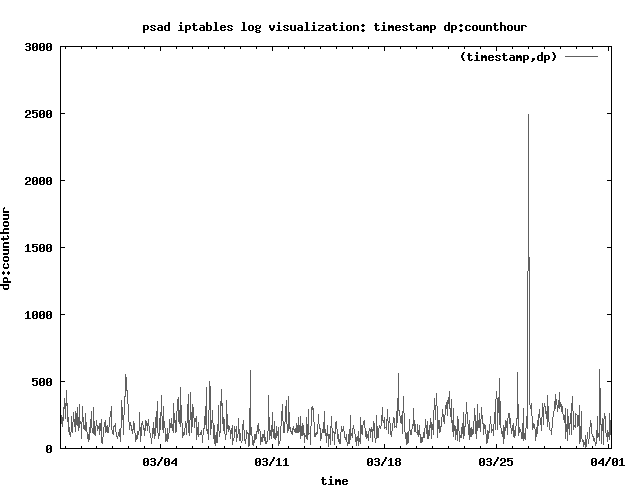 psad iptables log visualization: timestamp dp:counthour
(timestamp,dp)
3000
2500
2000
1500
1000
500
0
dp:counthour
03/04 03/11 03/18 03/25 04/01
time